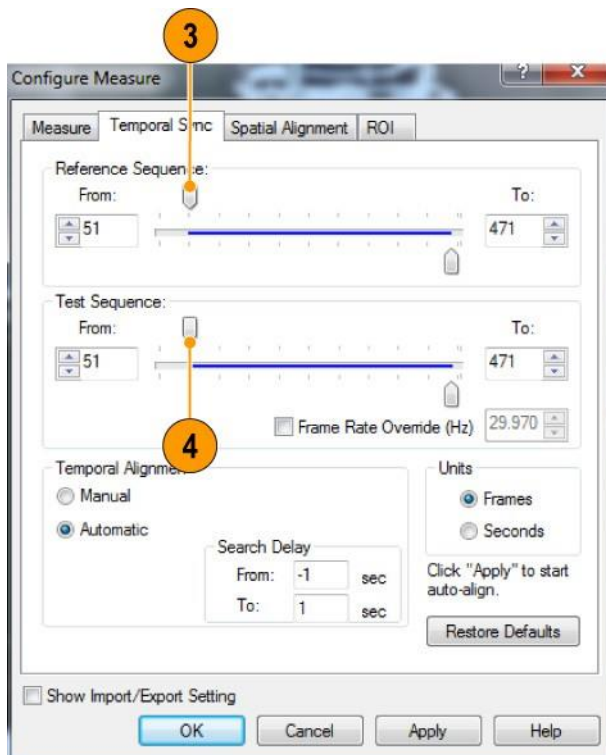 3
Configure Measure
Measure Temporal Sync Spatial Alignment ROI
Reference Sequence:
From: To:
51 471
Test Sequence:
From: To:
51 471
4
Frame Rate Override (Hz) 29.970
Temporal Alignmen
Units
Manual
Frames
Automatic
Seconds
Search Delay
From: -1 sec
Click "Apply" to start
auto-align.
To: 1 sec
Restore Defaults
Show Import/Export Setting
OK Cancel Apply Help